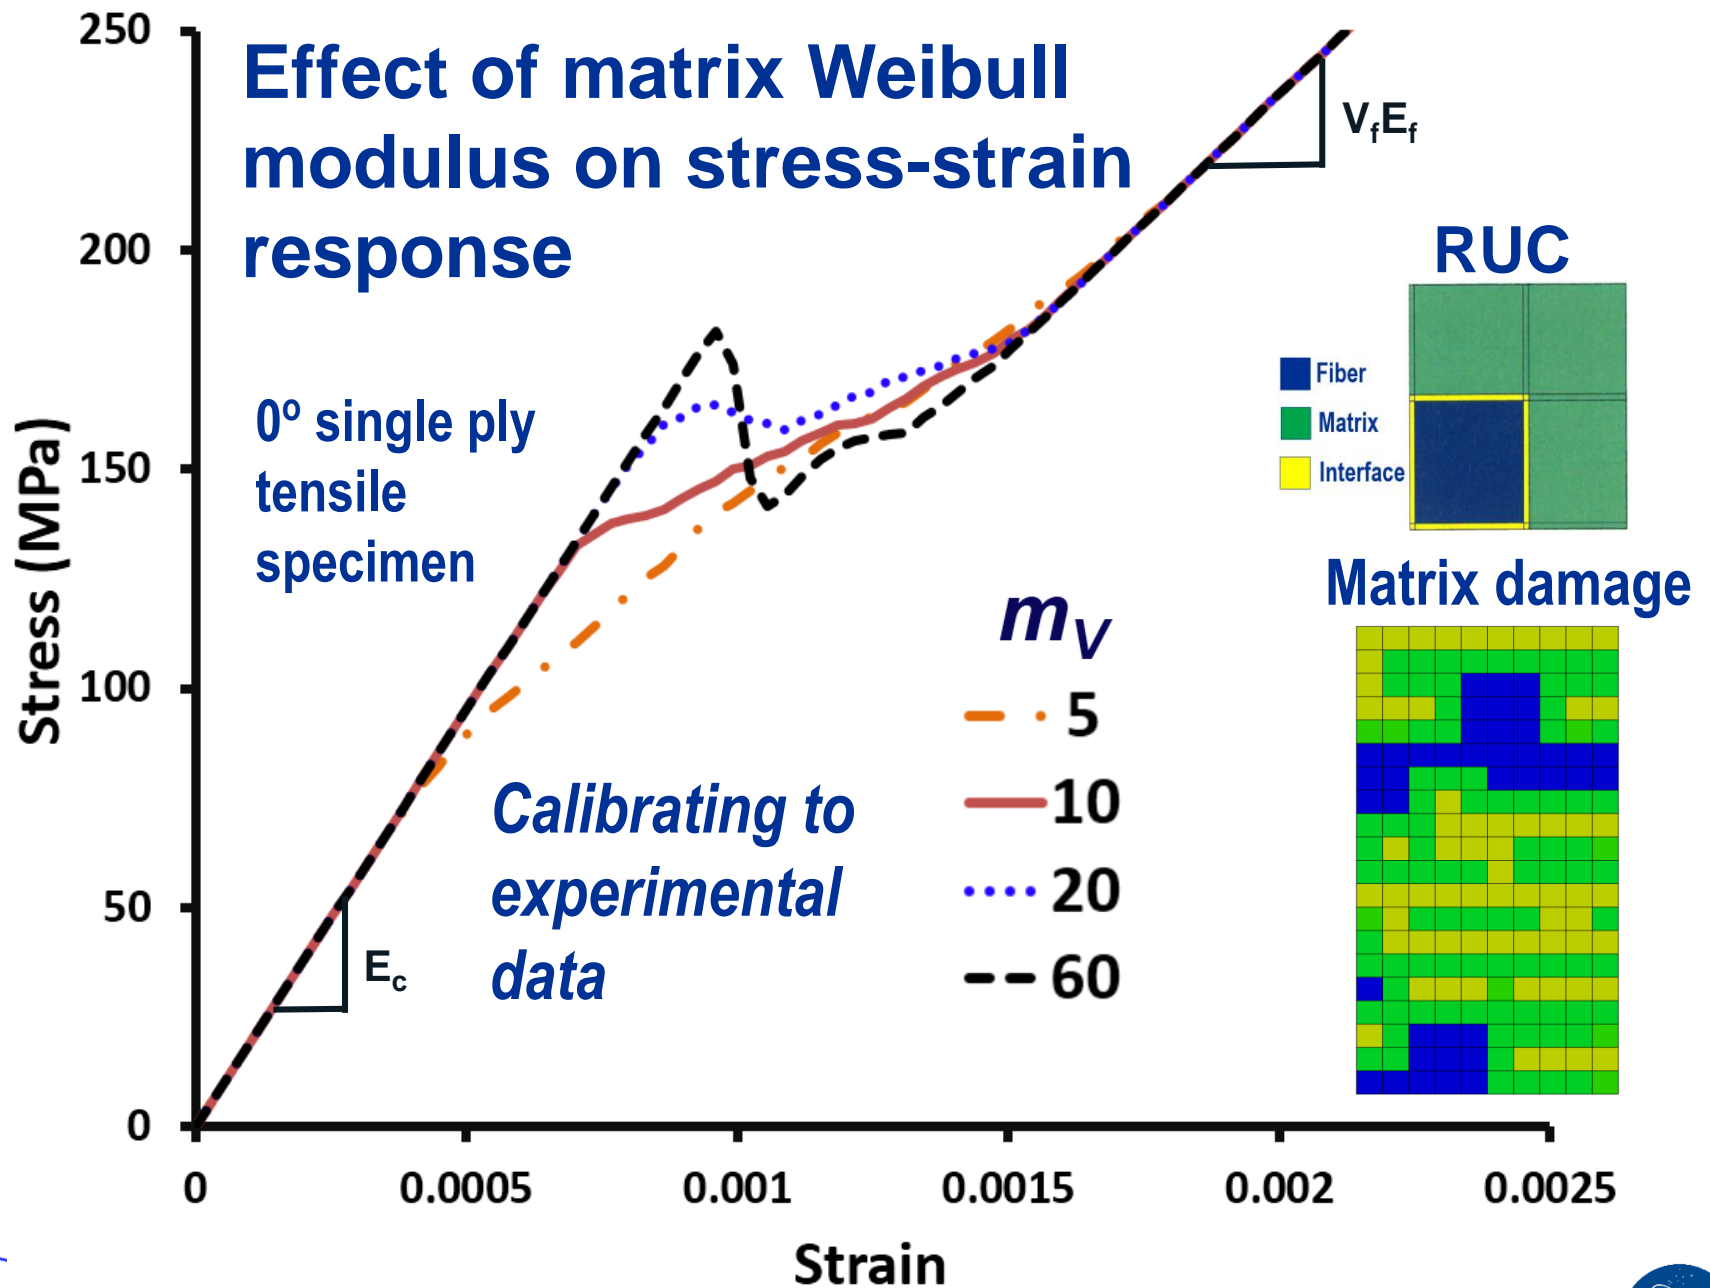 Effect of matrix Weibull
modulus on stress-strain
response
0º single ply
tensile
specimen
Calibrating to
experimental
data
E_c
V_fE_f
m_V
5
10
20
60
RUC
Fiber
Matrix
Interface
Matrix damage
Stress (MPa)
250
200
150
100
50
0
0 0.0005 0.001 0.0015 0.002 0.0025
Strain